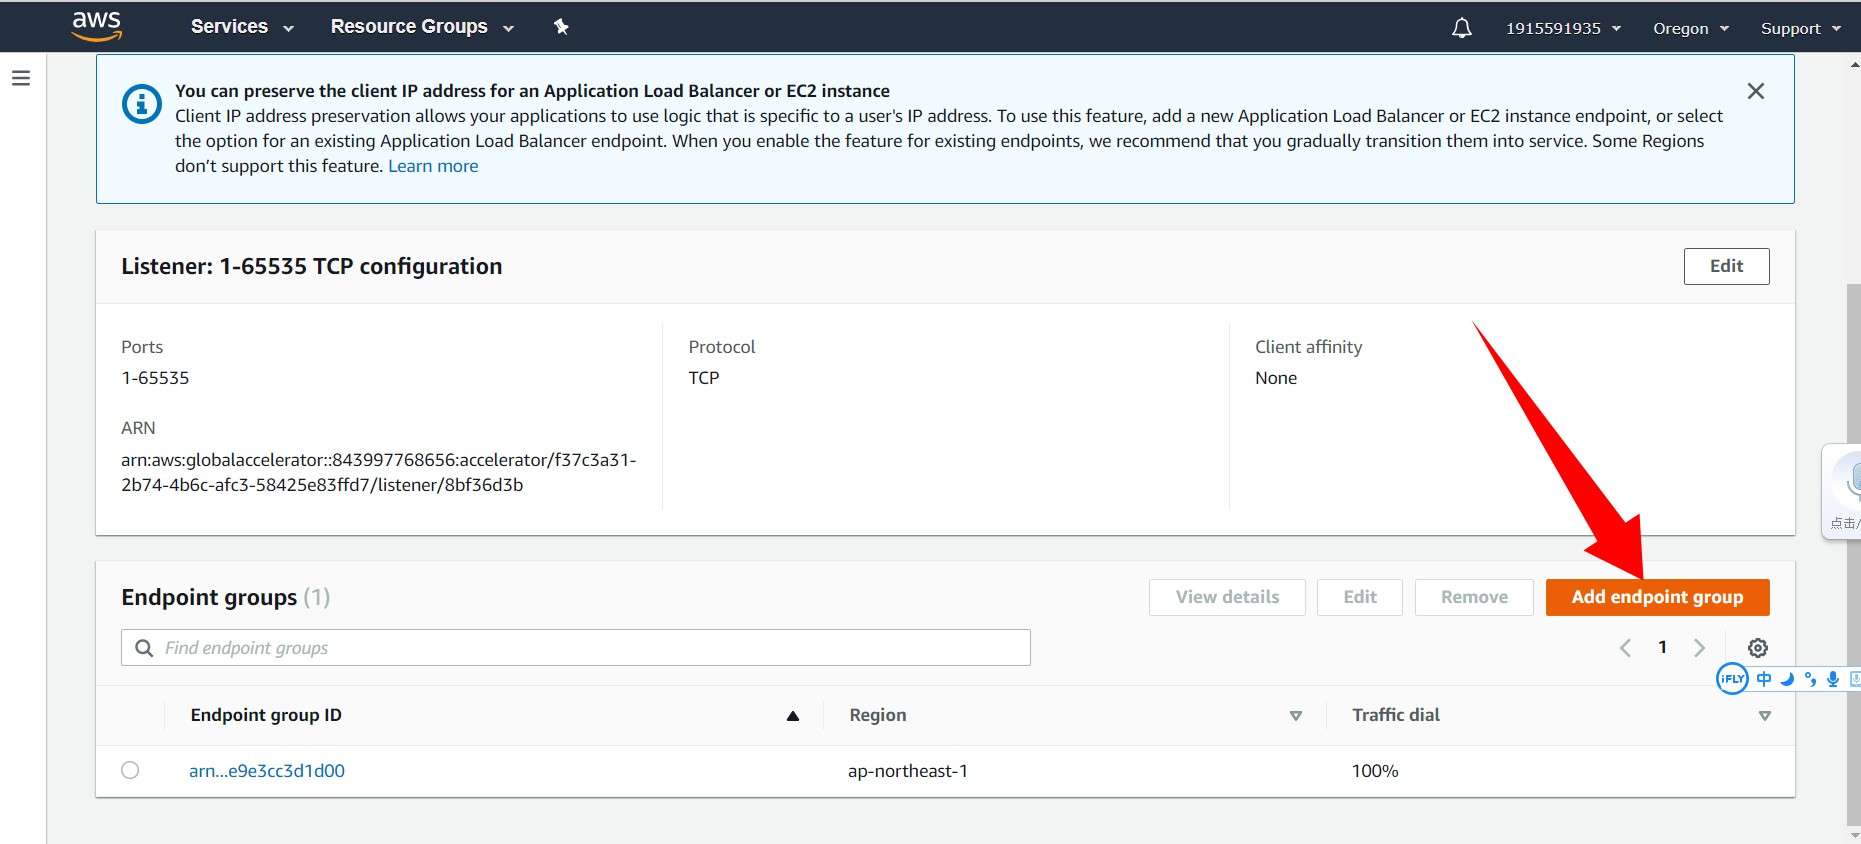 aws Services Resource Groups 1915591935 Oregon Support
You can preserve the client IP address for an Application Load Balancer or EC2 instance
Client IP address preservation allows your applications to use logic that is specific to a user's IP address. To use this feature, add a new Application Load Balancer or EC2 instance endpoint, or select
the option for an existing Application Load Balancer endpoint. When you enable the feature for existing endpoints, we recommend that you gradually transition them into service. Some Regions
don't support this feature. Learn more
Listener: 1-65535 TCP configuration Edit
Ports Protocol Client affinity
1-65535 TCP None
ARN
arn:aws:globalaccelerator::843997768656:accelerator/f37c3a31-
2b74-4b6c-afc3-58425e83ffd7/listener/8bf36d3b
点击/
Endpoint groups (1) View details Edit Remove Add endpoint group
Find endpoint groups 1
iFLY 中
Endpoint group ID Region Traffic dial
arn...e9e3cc3d1d00 ap-northeast-1 100%